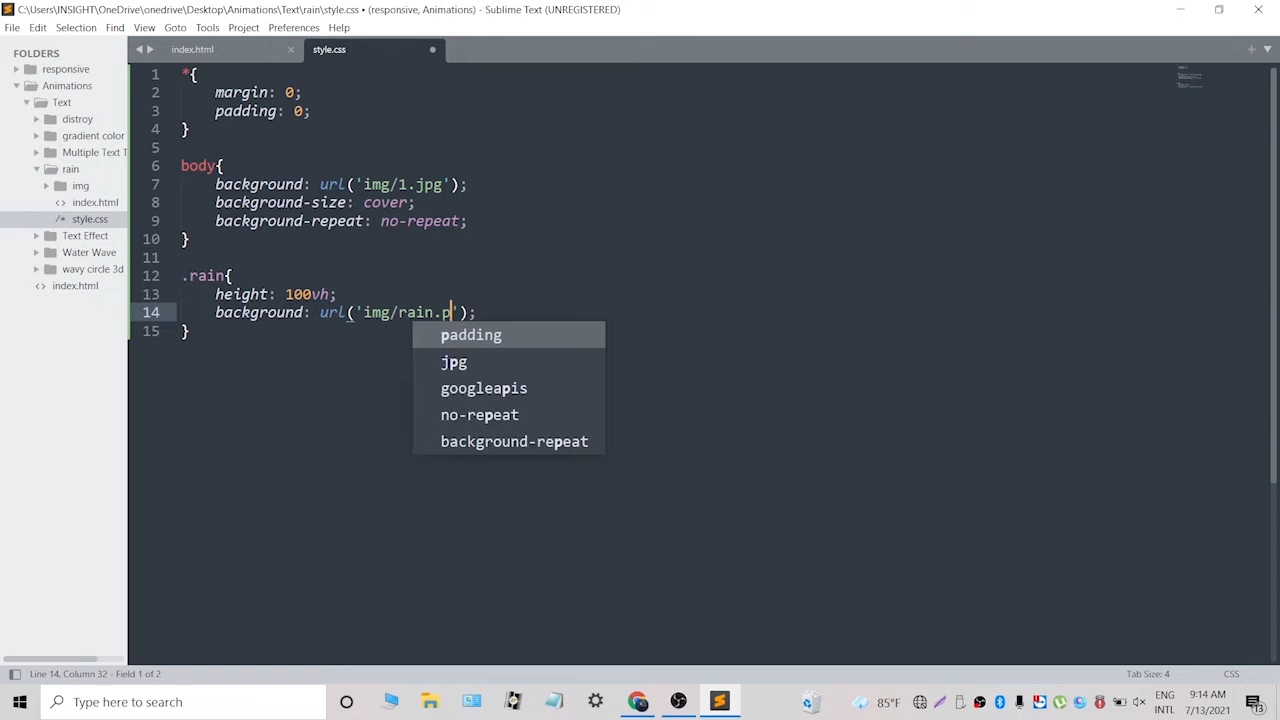 C:\Users\INSIGHT\OneDrive\onedrive\Desktop\Animations\Text\rain\style.css • (responsive, Animations) - Sublime Text (UNREGISTERED)
File Edit Selection Find View Goto Tools Project Preferences Help
FOLDERS
responsive
Animations
Text
distroy
gradient color
Multiple Text T
rain
img
index.html
style.css
Text Effect
Water Wave
wavy circle 3d
index.html
index.html style.css
1 *{
2 margin: 0;
3 padding: 0;
4 }
5
6 body{
7 background: url('img/1.jpg');
8 background-size: cover;
9 background-repeat: no-repeat;
10 }
11
12 .rain{
13 height: 100vh;
14 background: url('img/rain.p');
15 }
padding
jpg
googleapis
no-repeat
background-repeat
Line 14, Column 32 - Field 1 of 2 Tab Size: 4 CSS
Type here to search
85°F
ENG
INTL
9:14 AM
7/13/2021
13